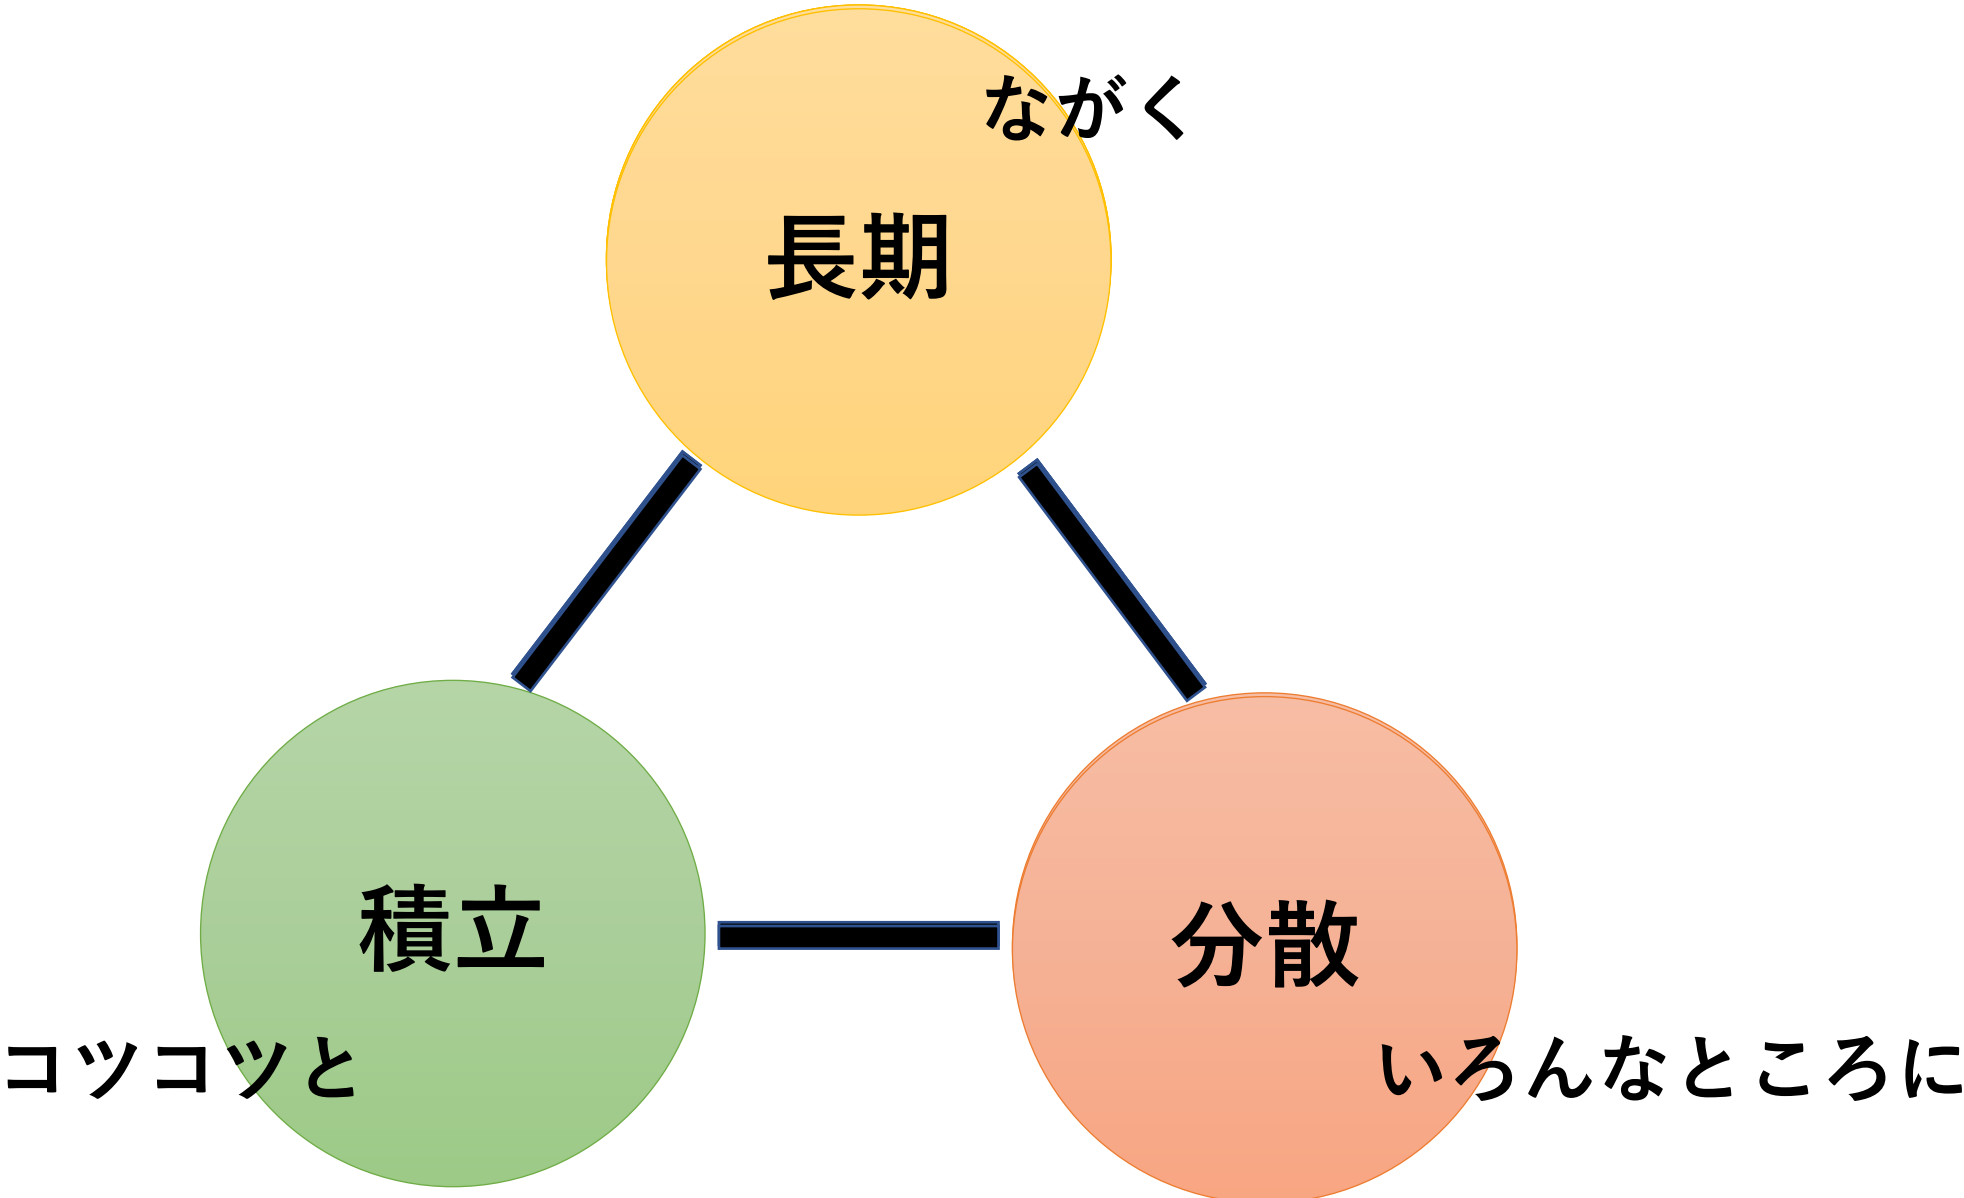 ながく
長期
積立
コツコツと
分散
いろんなところに